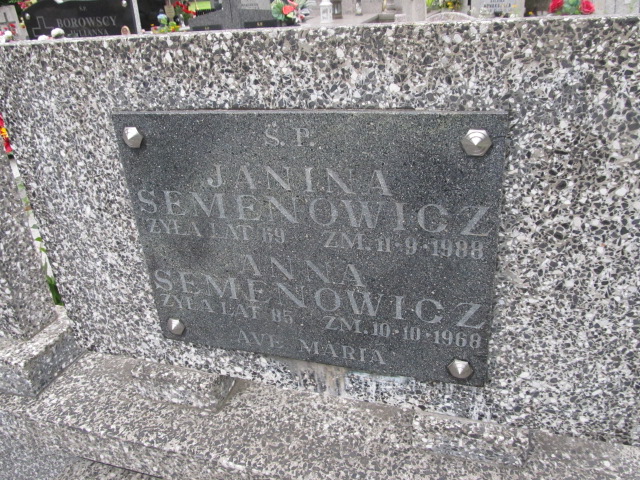 BOROWSCY
Ś.P.
JANINA
SEMENOWICZ
ŻYŁA LAT 69 ZM. 11-9-1988
ANNA
SEMENOWICZ
ŻYŁA LAT 85 ZM. 10-10-1968
AVE MARIA